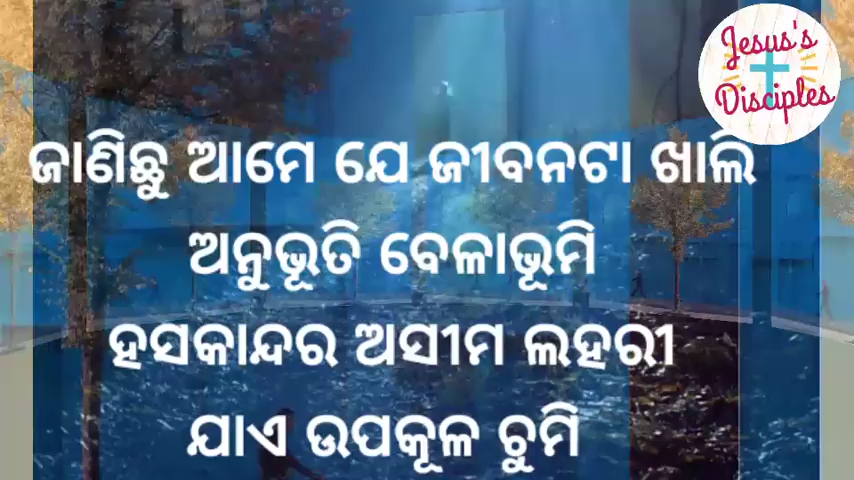 Jesus's
Disciples
ଜାଣିଛୁ ଆମେ ଯେ ଜୀବନଟା ଖାଲି
ଅନୁଭୂତି ବେଳାଭୂମି
ହସକାନ୍ଦର ଅସୀମ ଲହରୀ
ଯାଏ ଉପକୂଳ ଚୁମି